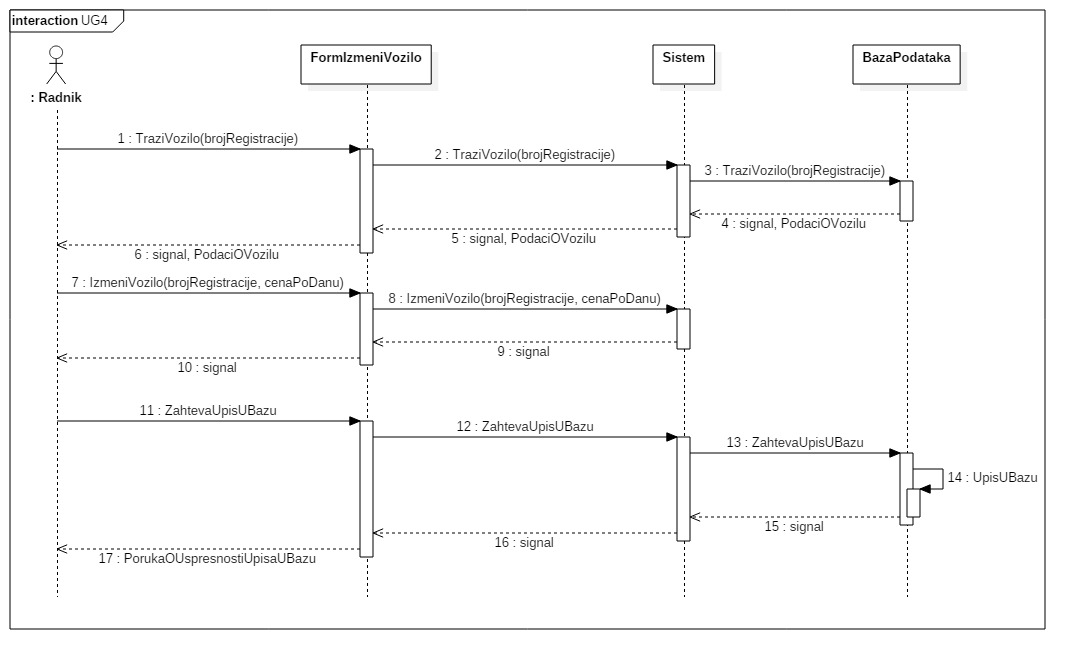 interaction UG4
: Radnik
FormIzmeniVozilo
Sistem
BazaPodataka
1 : TraziVozilo(brojRegistracije)
2 : TraziVozilo(brojRegistracije)
3 : TraziVozilo(brojRegistracije)
4 : signal, PodaciOVozilu
5 : signal, PodaciOVozilu
6 : signal, PodaciOVozilu
7 : IzmeniVozilo(brojRegistracije, cenaPoDanu)
8 : IzmeniVozilo(brojRegistracije, cenaPoDanu)
9 : signal
10 : signal
11 : ZahtevaUpisUBazu
12 : ZahtevaUpisUBazu
13 : ZahtevaUpisUBazu
14 : UpisUBazu
15 : signal
16 : signal
17 : PorukaOUspresnostiUpisaUBazu